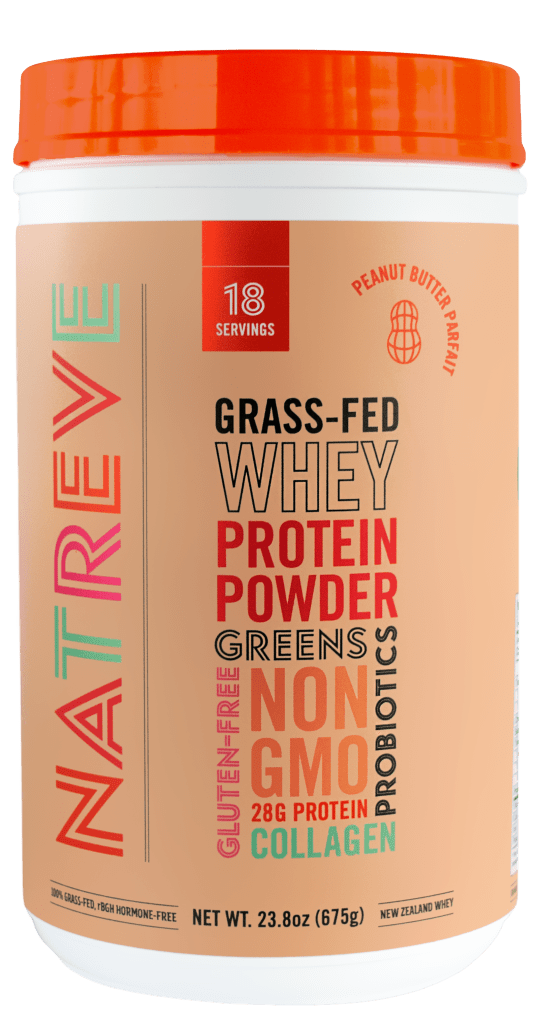 NATREVE
18
SERVINGS
PEANUT BUTTER PARFAIT
GRASS-FED
WHEY
PROTEIN
POWDER
GREENS
GLUTEN-FREE
NON
GMO
PROBIOTICS
28G PROTEIN
COLLAGEN
100% GRASS-FED, rBGH HORMONE-FREE
NET WT. 23.8oz (675g)
NEW ZEALAND WHEY